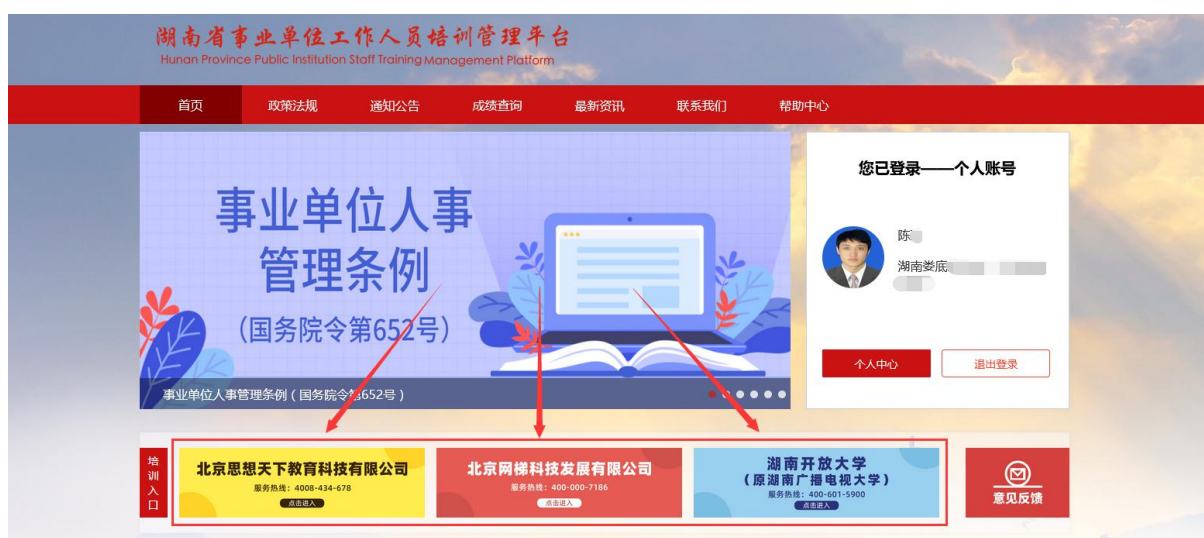 湖南省事业单位工作人员培训管理平台
Hunan Province Public Institution Staff Training Management Platform
首页 政策法规 通知公告 成绩查询 最新资讯 联系我们 帮助中心
事业单位人事
管理条例
（国务院令第652号）
事业单位人事管理条例（国务院令第652号）
您已登录——个人账号
陈
湖南娄底
个人中心 退出登录
培训入口
北京思想天下教育科技有限公司
服务热线：4008-434-678
点击进入
北京网梯科技发展有限公司
服务热线：400-000-7186
点击进入
湖南开放大学
（原湖南广播电视大学）
服务热线：400-601-5900
点击进入
意见反馈